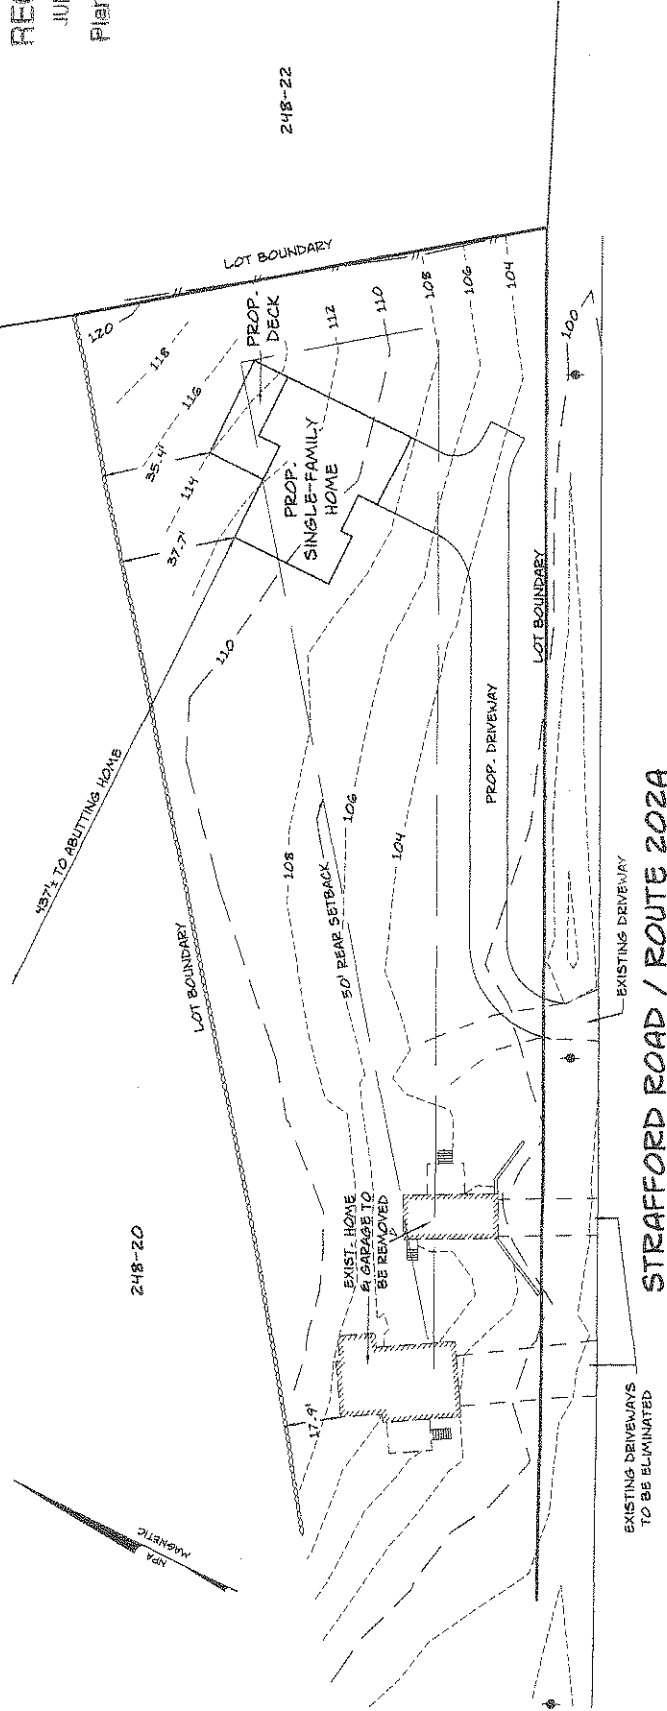 JUL
248-22
LOT BOUNDARY
120
118
116
114
112
110
108
106
104
100
PROP.
DECK
35.4'
37.7'
PROP.
SINGLE-FAMILY
HOME
110
437'± TO ABUTTING HOME
LOT BOUNDARY
LOT BOUNDARY
PROP. DRIVEWAY
108
106
104
50' REAR SETBACK
EXISTING DRIVEWAY
STRAFFORD ROAD / ROUTE 202A
248-20
EXIST. HOME
& GARAGE TO
BE REMOVED
17.9'
EXISTING DRIVEWAYS
TO BE ELIMINATED
MAGNETIC